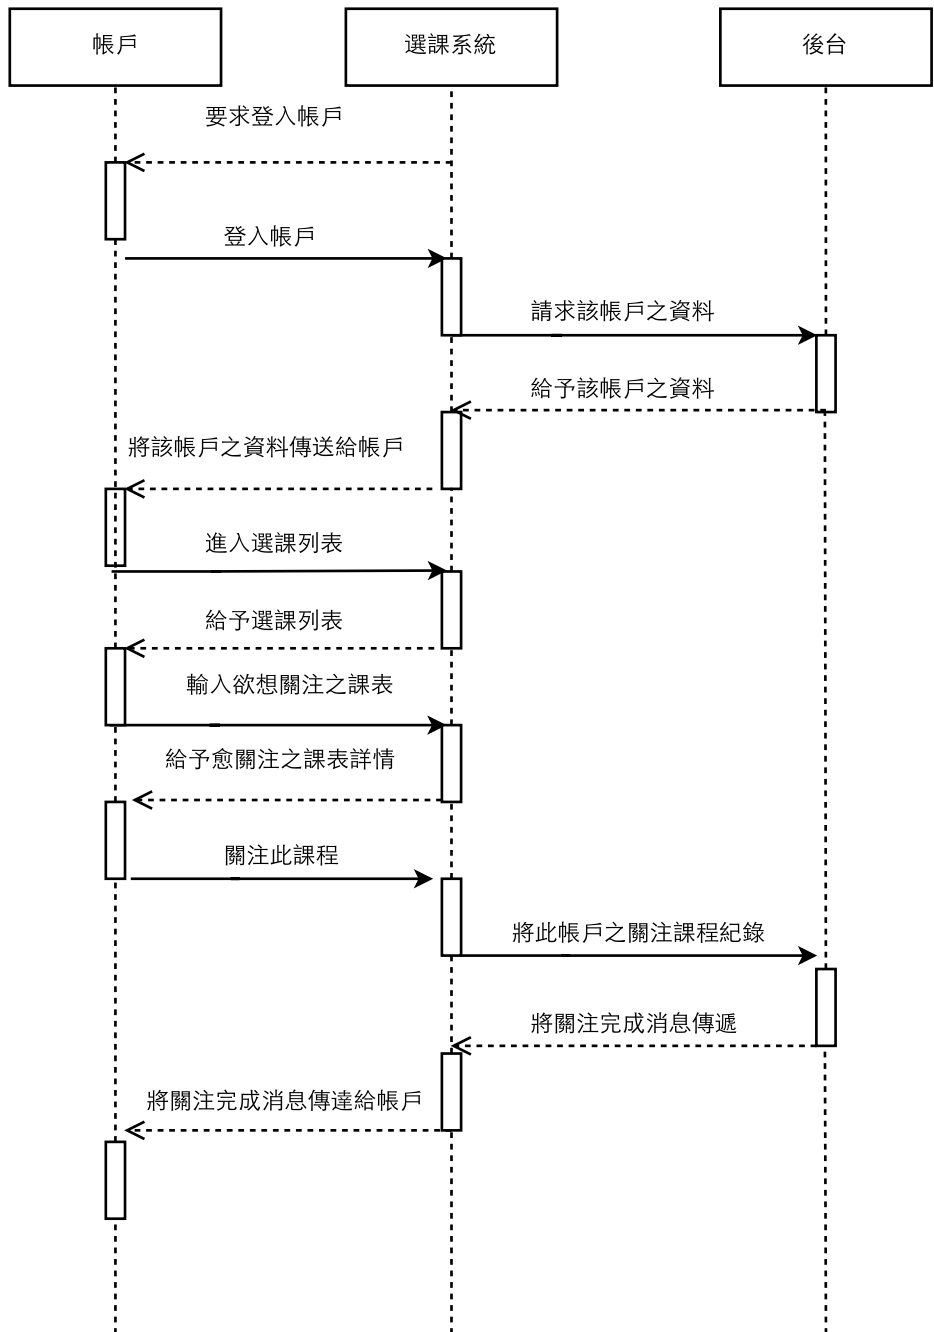 帳戶
選課系統
後台
要求登入帳戶
登入帳戶
請求該帳戶之資料
給予該帳戶之資料
將該帳戶之資料傳送給帳戶
進入選課列表
給予選課列表
輸入欲想關注之課表
給予愈關注之課表詳情
關注此課程
將此帳戶之關注課程紀錄
將關注完成消息傳遞
將關注完成消息傳達給帳戶